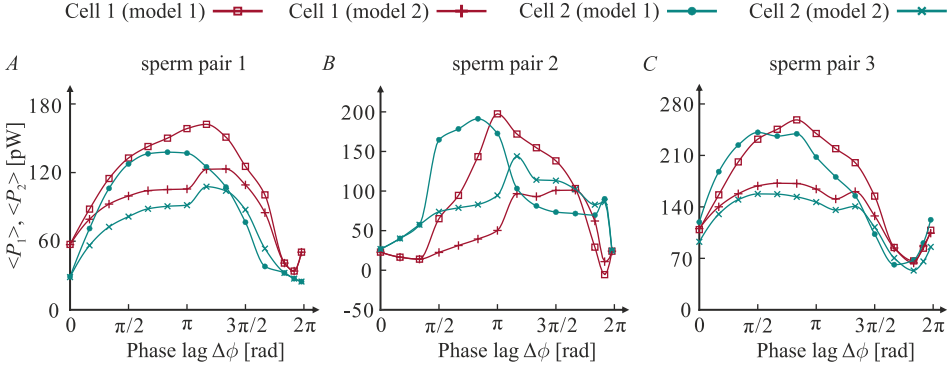 Cell 1 (model 1) Cell 1 (model 2) Cell 2 (model 1) Cell 2 (model 2)
A sperm pair 1 B sperm pair 2 C sperm pair 3
<P₁>, <P₂> [pW]
180
120
60
0
0 π/2 π 3π/2 2π
Phase lag Δϕ [rad]
200
150
100
50
0
-50
0 π/2 π 3π/2 2π
Phase lag Δϕ [rad]
280
210
140
70
0
0 π/2 π 3π/2 2π
Phase lag Δϕ [rad]